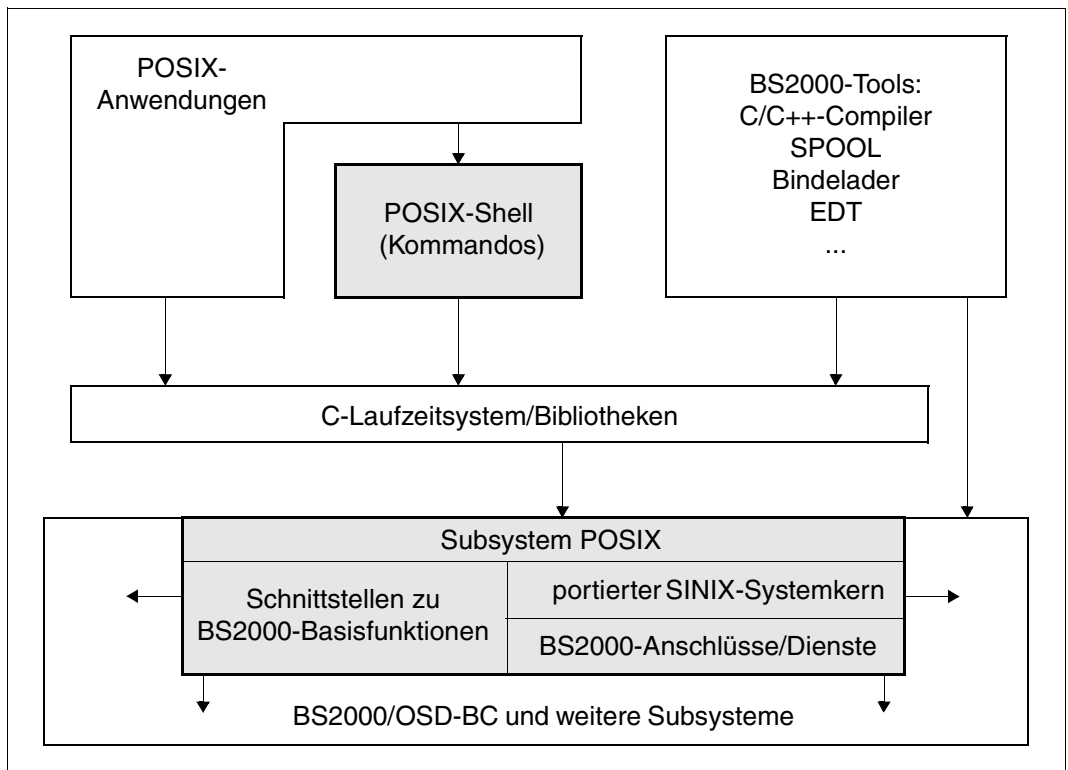 POSIX-
Anwendungen
BS2000-Tools:
C/C++-Compiler
SPOOL
Bindelader
EDT
...
POSIX-Shell
(Kommandos)
C-Laufzeitsystem/Bibliotheken
Subsystem POSIX
Schnittstellen zu
BS2000-Basisfunktionen
portierter SINIX-Systemkern
BS2000-Anschlüsse/Dienste
BS2000/OSD-BC und weitere Subsysteme